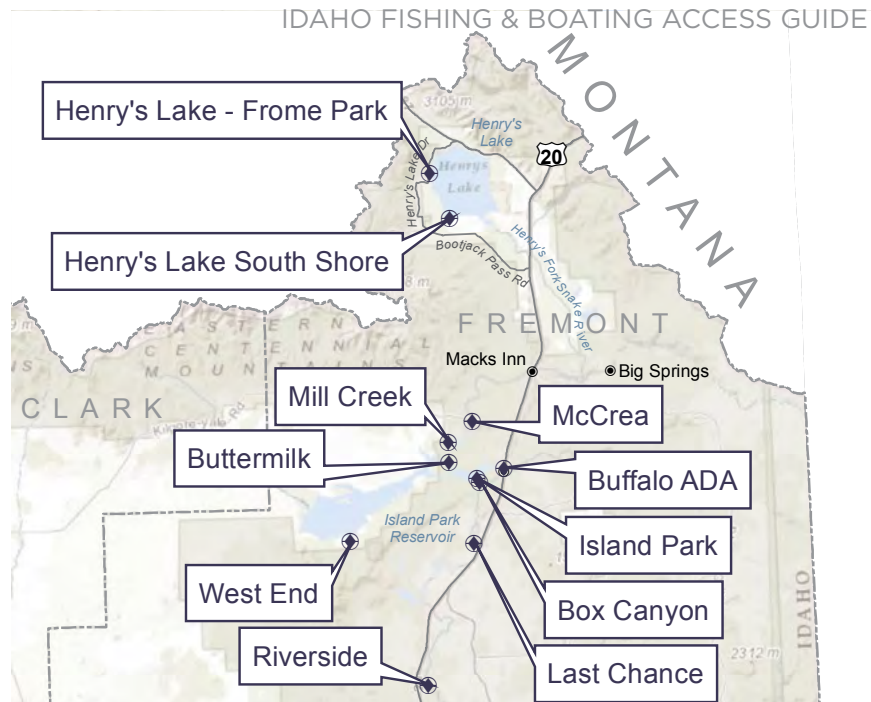 IDAHO FISHING & BOATING ACCESS GUIDE
MONTANA
Henry's Lake - Frome Park
3105 m
Henry's
Lake
20
Henry's Lake Dr
Henrys
Lake
Henry's Lake South Shore
Bootjack Pass Rd
Henry's Fork Snake River
FREMONT
EASTERN
CENTENNIAL
MOUNTAINS
Macks Inn
Big Springs
CLARK
Mill Creek
McCrea
Buttermilk
Buffalo ADA
Island Park
Reservoir
Island Park
West End
Box Canyon
IDAHO
Riverside
Last Chance
2312 m